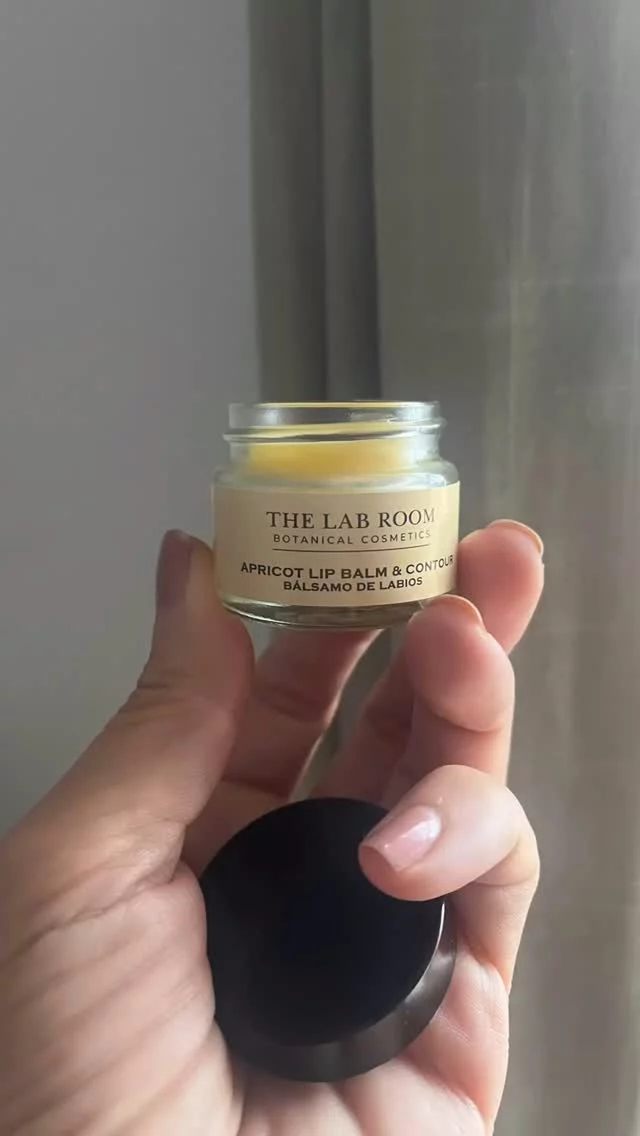 THE LAB ROOM
BOTANICAL COSMETICS
APRICOT LIP BALM & CONTOUR
BÁLSAMO DE LABIOS